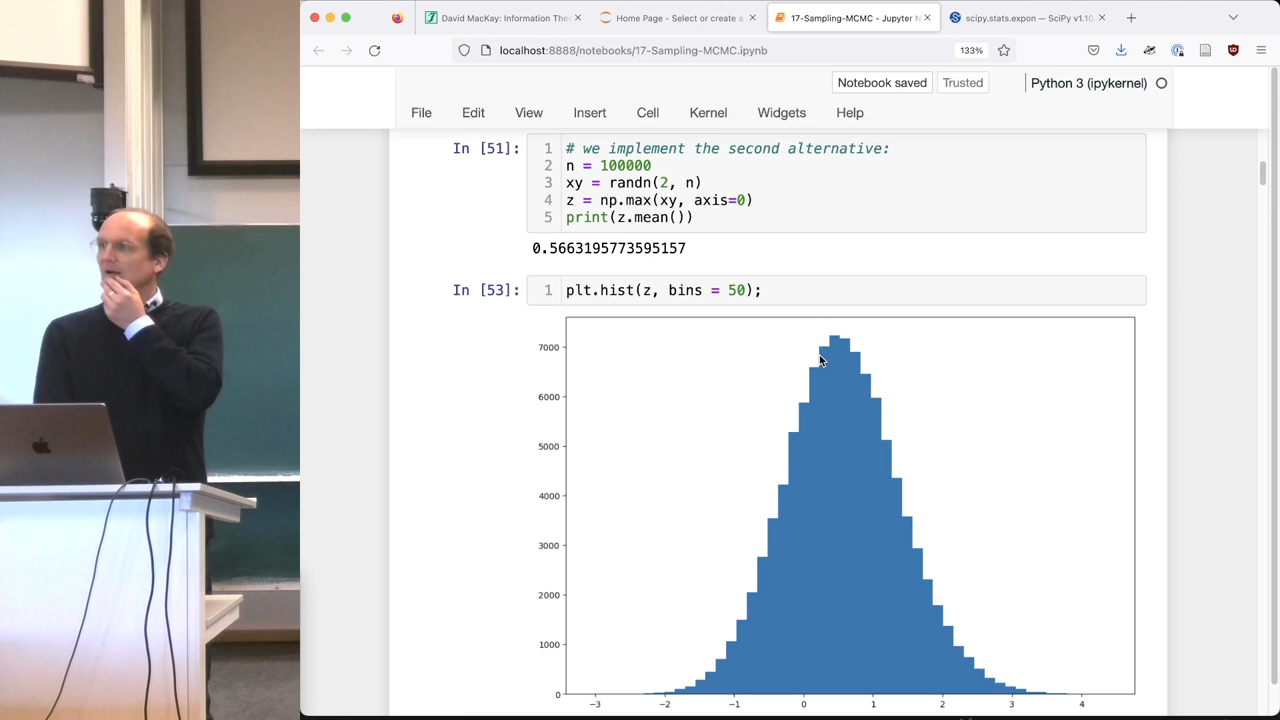 David MacKay: Information The
Home Page - Select or create a
17-Sampling-MCMC - Jupyter N
scipy.stats.expon — SciPy v1.10
localhost:8888/notebooks/17-Sampling-MCMC.ipynb
133%
Notebook saved
Trusted
Python 3 (ipykernel)
File Edit View Insert Cell Kernel Widgets Help
In [51]:
1 # we implement the second alternative:
2 n = 100000
3 xy = randn(2, n)
4 z = np.max(xy, axis=0)
5 print(z.mean())
0.5663195773595157
In [53]:
1 plt.hist(z, bins = 50);
7000
6000
5000
4000
3000
2000
1000
0
−3 −2 −1 0 1 2 3 4